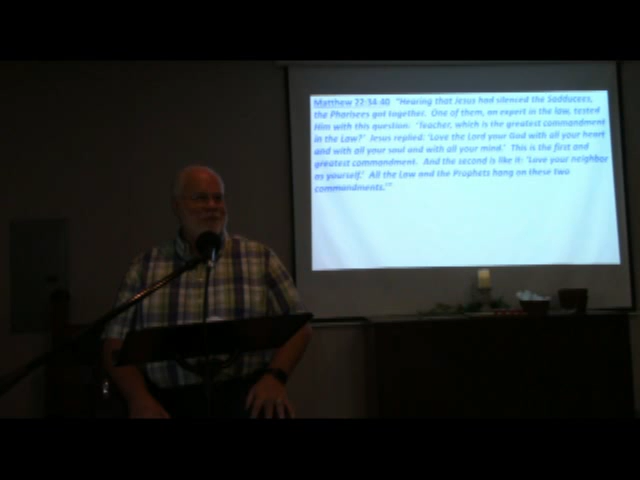 Matthew 22:34-40 "Hearing that Jesus had silenced the Sadducees,
the Pharisees got together. One of them, an expert in the law, tested
Him with this question: 'Teacher, which is the greatest commandment
in the Law?' Jesus replied: 'Love the Lord your God with all your heart
and with all your soul and with all your mind.' This is the first and
greatest commandment. And the second is like it: 'Love your neighbor
as yourself.' All the Law and the Prophets hang on these two
commandments.'"